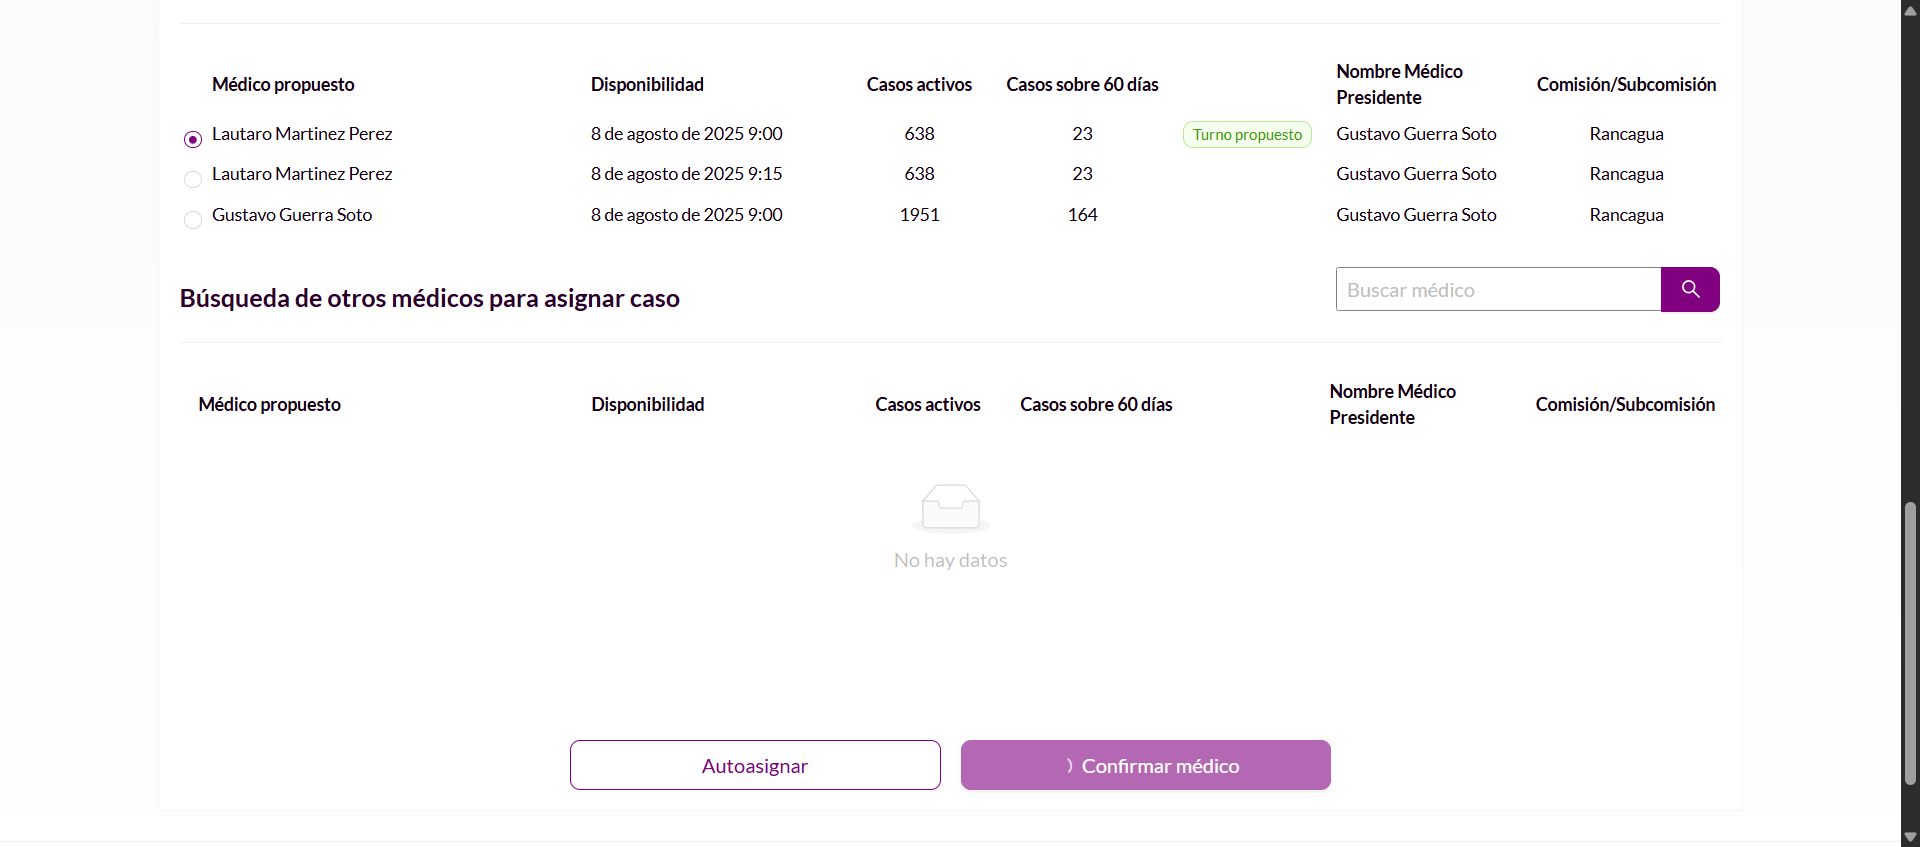 Médico propuesto Disponibilidad Casos activos Casos sobre 60 días Nombre Médico Presidente Comisión/Subcomisión
Lautaro Martinez Perez 8 de agosto de 2025 9:00 638 23 Turno propuesto Gustavo Guerra Soto Rancagua
Lautaro Martinez Perez 8 de agosto de 2025 9:15 638 23 Gustavo Guerra Soto Rancagua
Gustavo Guerra Soto 8 de agosto de 2025 9:00 1951 164 Gustavo Guerra Soto Rancagua
Búsqueda de otros médicos para asignar caso Buscar médico
Médico propuesto Disponibilidad Casos activos Casos sobre 60 días Nombre Médico Presidente Comisión/Subcomisión
No hay datos
Autoasignar Confirmar médico